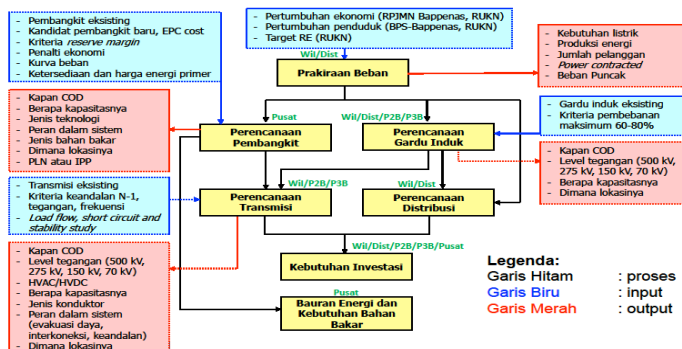 - Pembangkit eksisting
- Kandidat pembangkit baru, EPC cost
- Kriteria reserve margin
- Penalti ekonomi
- Kurva beban
- Ketersediaan dan harga energi primer
- Pertumbuhan ekonomi (RPJMN Bappenas, RUKN)
- Pertumbuhan penduduk (BPS-Bappenas, RUKN)
- Target RE (RUKN)
Wil/Dist
Prakiraan Beban
- Kebutuhan listrik
- Produksi energi
- Jumlah pelanggan
- Power contracted
- Beban Puncak
- Kapan COD
- Berapa kapasitasnya
- Jenis teknologi
- Peran dalam sistem
- Jenis bahan bakar
- Dimana lokasinya
- PLN atau IPP
Pusat
Perencanaan
Pembangkit
Wil/Dist/P2B/P3B
Perencanaan
Gardu Induk
- Gardu induk eksisting
- Kriteria pembebanan
maksimum 60-80%
- Kapan COD
- Level tegangan (500 kV,
275 kV, 150 kV, 70 kV)
- Berapa kapasitasnya
- Dimana lokasinya
- Transmisi eksisting
- Kriteria keandalan N-1,
tegangan, frekuensi
- Load flow, short circuit and
stability study
Wil/P2B/P3B
Perencanaan
Transmisi
Wil/Dist
Perencanaan
Distribusi
- Kapan COD
- Level tegangan (500 kV,
275 kV, 150 kV, 70 kV)
- HVAC/HVDC
- Berapa kapasitasnya
- Jenis konduktor
- Peran dalam sistem
(evakuasi daya,
interkoneksi, keandalan)
- Dimana lokasinya
Wil/Dist/P2B/P3B/Pusat
Kebutuhan Investasi
Pusat
Bauran Energi dan
Kebutuhan Bahan
Bakar
Legenda:
Garis Hitam : proses
Garis Biru : input
Garis Merah : output